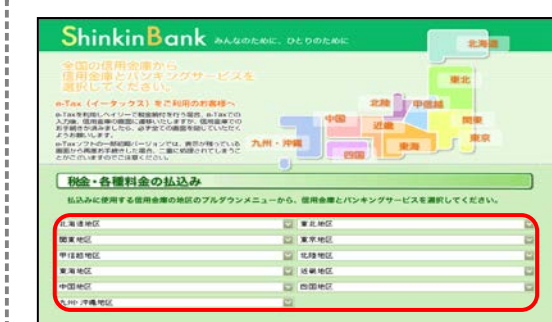 ShinkinBank みんなのために、ひとりのために
全国の信用金庫から
信用金庫とバンキングサービスを
選択してください。
e-Tax（イータックス）をご利用のお客様へ
北海道
東北
北陸
甲信越
関東
東京
東海
近畿
中国
四国
九州・沖縄
税金・各種料金の払込み
払込みに使用する信用金庫の地区のプルダウンメニューから、信用金庫とバンキングサービスを選択してください。
北海道地区 東北地区
関東地区 東京地区
甲信越地区 北陸地区
東海地区 近畿地区
中国地区 四国地区
九州・沖縄地区